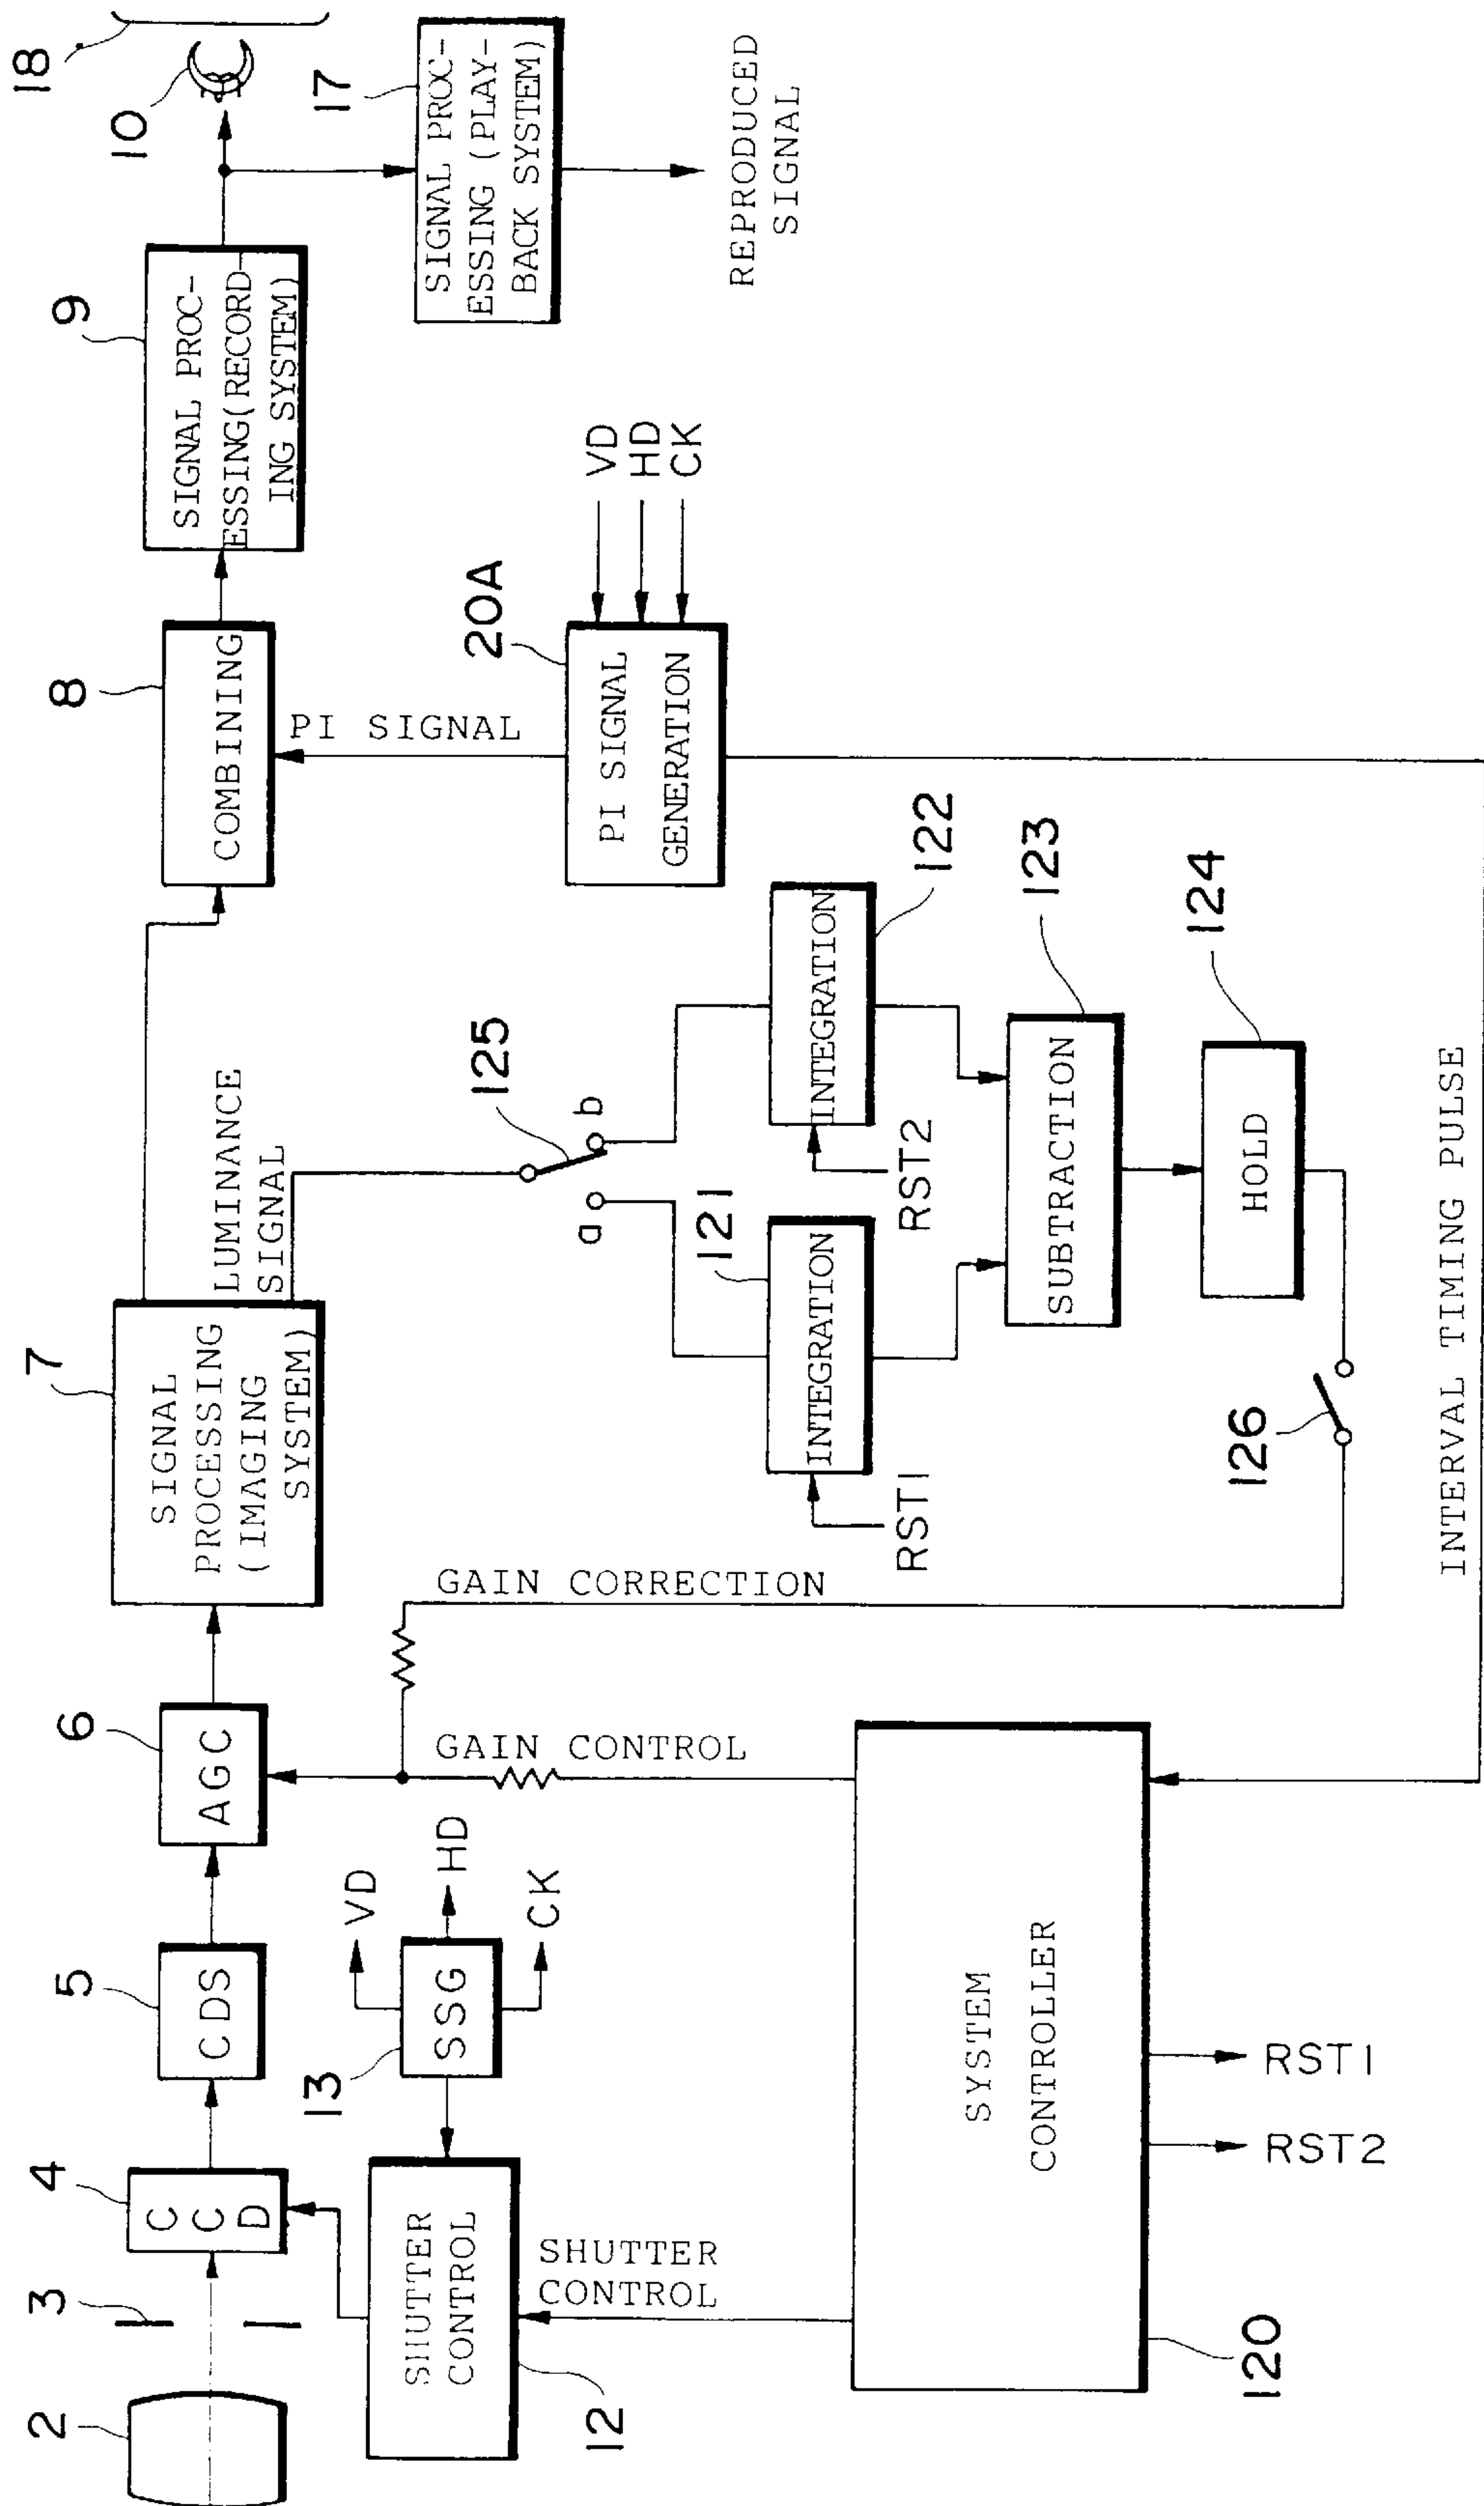 2
3
4
C
C
D
5
CDS
6
AGC
7
SIGNAL
PROCESSING
(IMAGING
SYSTEM)
8
COMBINING
9
SIGNAL PROC-
ESSING(RECORD-
ING SYSTEM)
10
18
17
SIGNAL PROC-
ESSING (PLAY-
BACK SYSTEM)
REPRODUCED
SIGNAL
LUMINANCE
SIGNAL
PI SIGNAL
20A
PI SIGNAL
GENERATION
VD
HD
CK
13
SSG
VD
HD
CK
SHUTTER
CONTROL
12
SHUTTER
CONTROL
GAIN CONTROL
GAIN CORRECTION
125
a
b
121
INTEGRATION
RST1
122
INTEGRATION
RST2
123
SUBTRACTION
124
HOLD
126
SYSTEM
CONTROLLER
120
RST2
RST1
INTERVAL TIMING PULSE